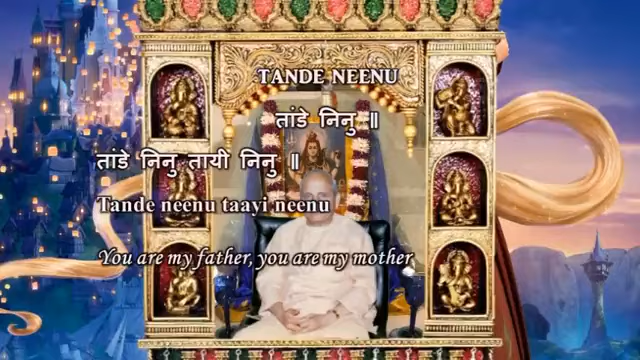 TANDE NEENU
तांडे निनु ॥
तांडे निनु तायी निनु ॥
Tande neenu taayi neenu
You are my father, you are my mother